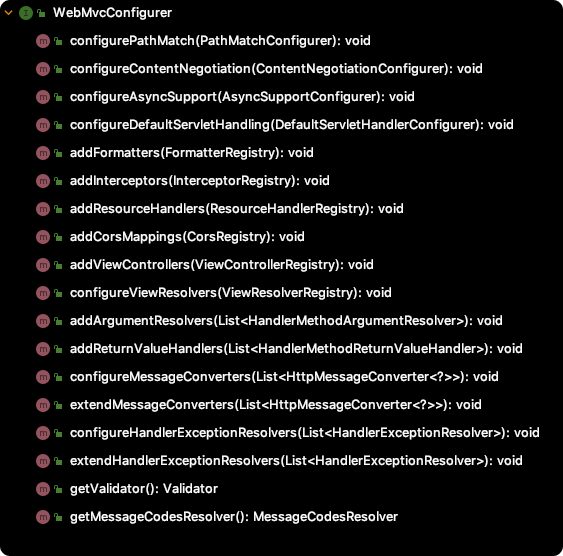 I WebMvcConfigurer
m configurePathMatch(PathMatchConfigurer): void
m configureContentNegotiation(ContentNegotiationConfigurer): void
m configureAsyncSupport(AsyncSupportConfigurer): void
m configureDefaultServletHandling(DefaultServletHandlerConfigurer): void
m addFormatters(FormatterRegistry): void
m addInterceptors(InterceptorRegistry): void
m addResourceHandlers(ResourceHandlerRegistry): void
m addCorsMappings(CorsRegistry): void
m addViewControllers(ViewControllerRegistry): void
m configureViewResolvers(ViewResolverRegistry): void
m addArgumentResolvers(List<HandlerMethodArgumentResolver>): void
m addReturnValueHandlers(List<HandlerMethodReturnValueHandler>): void
m configureMessageConverters(List<HttpMessageConverter<?>>): void
m extendMessageConverters(List<HttpMessageConverter<?>>): void
m configureHandlerExceptionResolvers(List<HandlerExceptionResolver>): void
m extendHandlerExceptionResolvers(List<HandlerExceptionResolver>): void
m getValidator(): Validator
m getMessageCodesResolver(): MessageCodesResolver